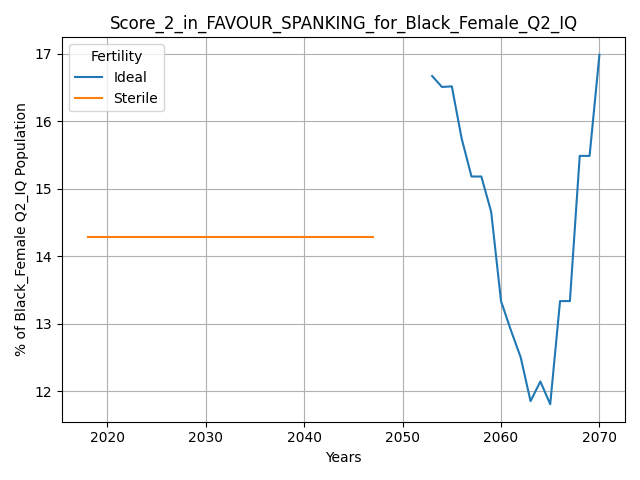 Score_2_in_FAVOUR_SPANKING_for_Black_Female_Q2_IQ
Fertility
Ideal
Sterile
17
16
15
14
13
12
% of Black_Female Q2_IQ Population
2020 2030 2040 2050 2060 2070
Years